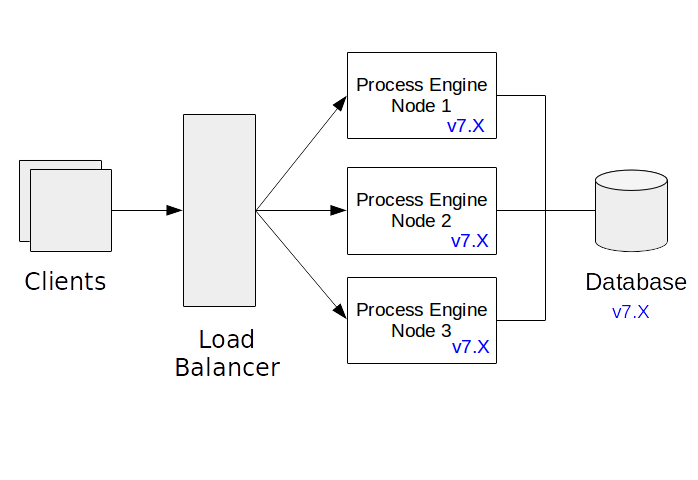 Clients
Load
Balancer
Process Engine
Node 1
v7.X
Process Engine
Node 2
v7.X
Process Engine
Node 3
v7.X
Database
v7.X